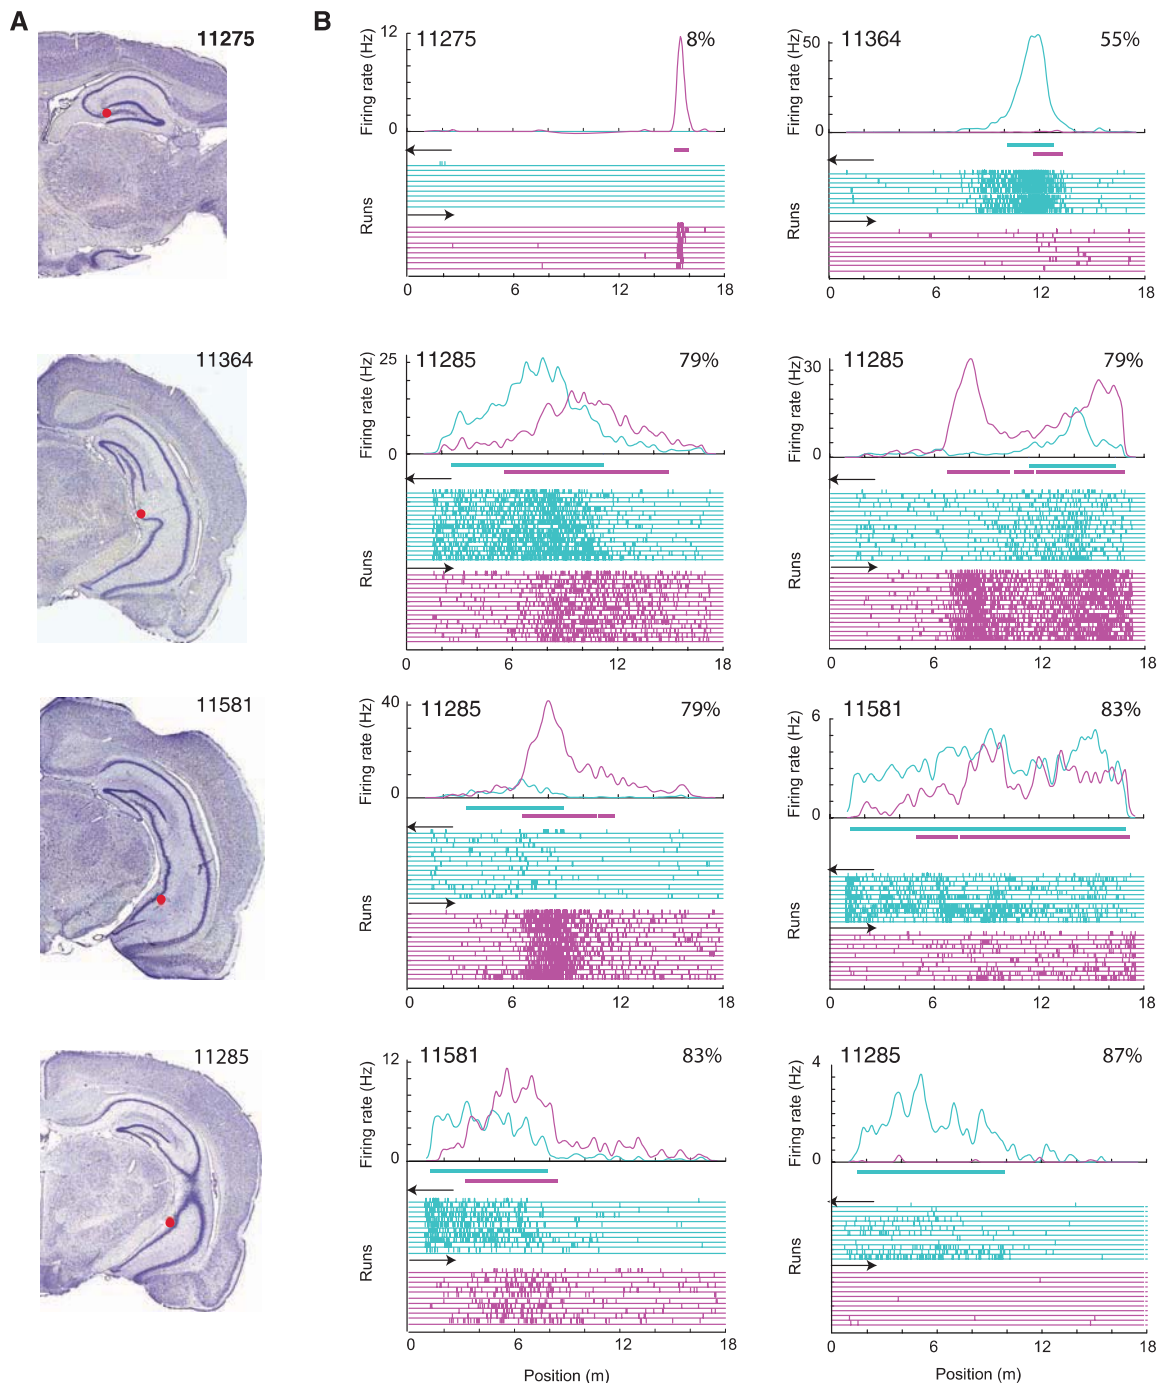 A
11275
11364
11581
11285
B
11275 8%
Firing rate (Hz)
12
6
0
Runs
0 6 12 18
11364 55%
Firing rate (Hz)
50
0
Runs
0 6 12 18
11285 79%
Firing rate (Hz)
25
0
Runs
0 6 12 18
11285 79%
Firing rate (Hz)
30
0
Runs
0 6 12 18
11285 79%
Firing rate (Hz)
40
0
Runs
6 12 18
11581 83%
Firing rate (Hz)
6
0
Runs
0 6 12 18
11581 83%
Firing rate (Hz)
12
0
Runs
0 6 12 18
Position (m)
11285 87%
Firing rate (Hz)
4
0
Runs
0 6 12 18
Position (m)